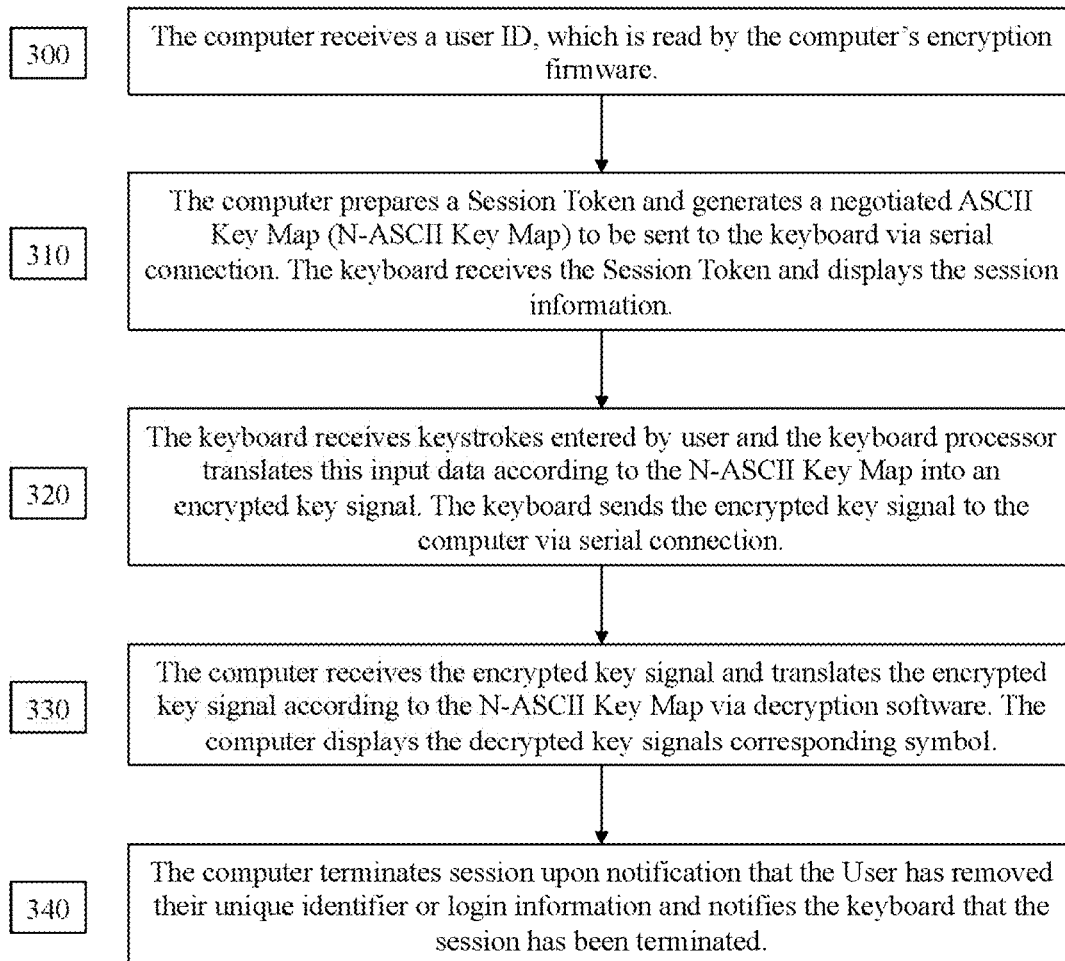 300
The computer receives a user ID, which is read by the computer's encryption
firmware.
310
The computer prepares a Session Token and generates a negotiated ASCII
Key Map (N-ASCII Key Map) to be sent to the keyboard via serial
connection. The keyboard receives the Session Token and displays the session
information.
320
The keyboard receives keystrokes entered by user and the keyboard processor
translates this input data according to the N-ASCII Key Map into an
encrypted key signal. The keyboard sends the encrypted key signal to the
computer via serial connection.
330
The computer receives the encrypted key signal and translates the encrypted
key signal according to the N-ASCII Key Map via decryption software. The
computer displays the decrypted key signals corresponding symbol.
340
The computer terminates session upon notification that the User has removed
their unique identifier or login information and notifies the keyboard that the
session has been terminated.